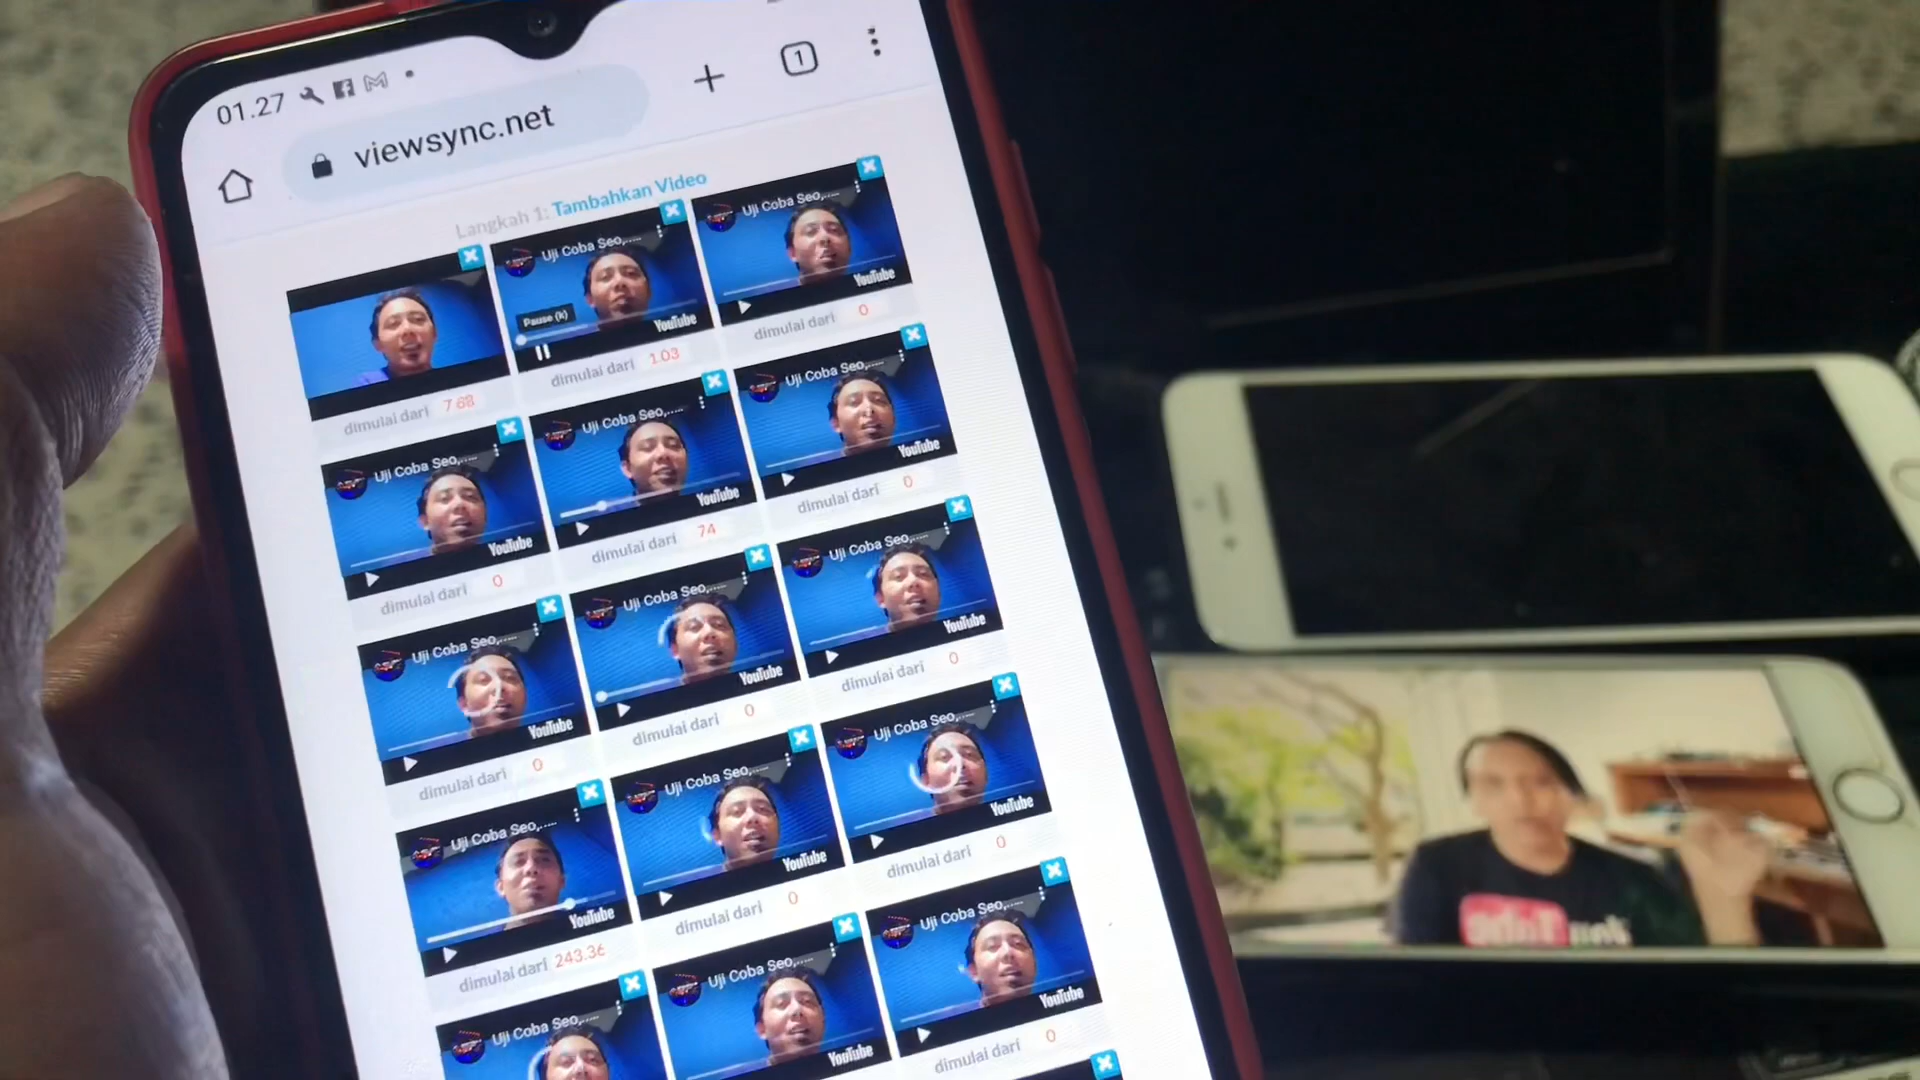 01.27
viewsync.net
1
Langkah 1: Tambahkan Video
Uji Coba Seo,.....
Pause (k)
YouTube
Uji Coba Seo,.....
YouTube
dimulai dari 7.68
dimulai dari 1.03
dimulai dari 0
Uji Coba Seo,.....
YouTube
Uji Coba Seo,.....
YouTube
Uji Coba Seo,.....
YouTube
dimulai dari 0
dimulai dari 74
dimulai dari 0
Uji Coba Seo,.....
YouTube
Uji Coba Seo,.....
YouTube
Uji Coba Seo,.....
YouTube
dimulai dari 0
dimulai dari 0
dimulai dari 0
Uji Coba Seo,.....
YouTube
Uji Coba Seo,.....
YouTube
Uji Coba Seo,.....
YouTube
dimulai dari 243.36
dimulai dari 0
dimulai dari 0
Uji Coba Seo,.....
Uji Coba Seo,.....
YouTube
Uji Coba Seo,.....
YouTube
dimulai dari 0